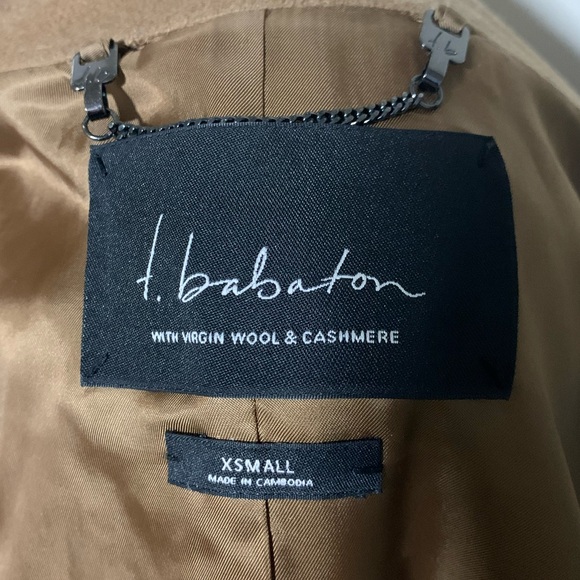 t. babaton
WITH VIRGIN WOOL & CASHMERE
XSMALL
MADE IN CAMBODIA